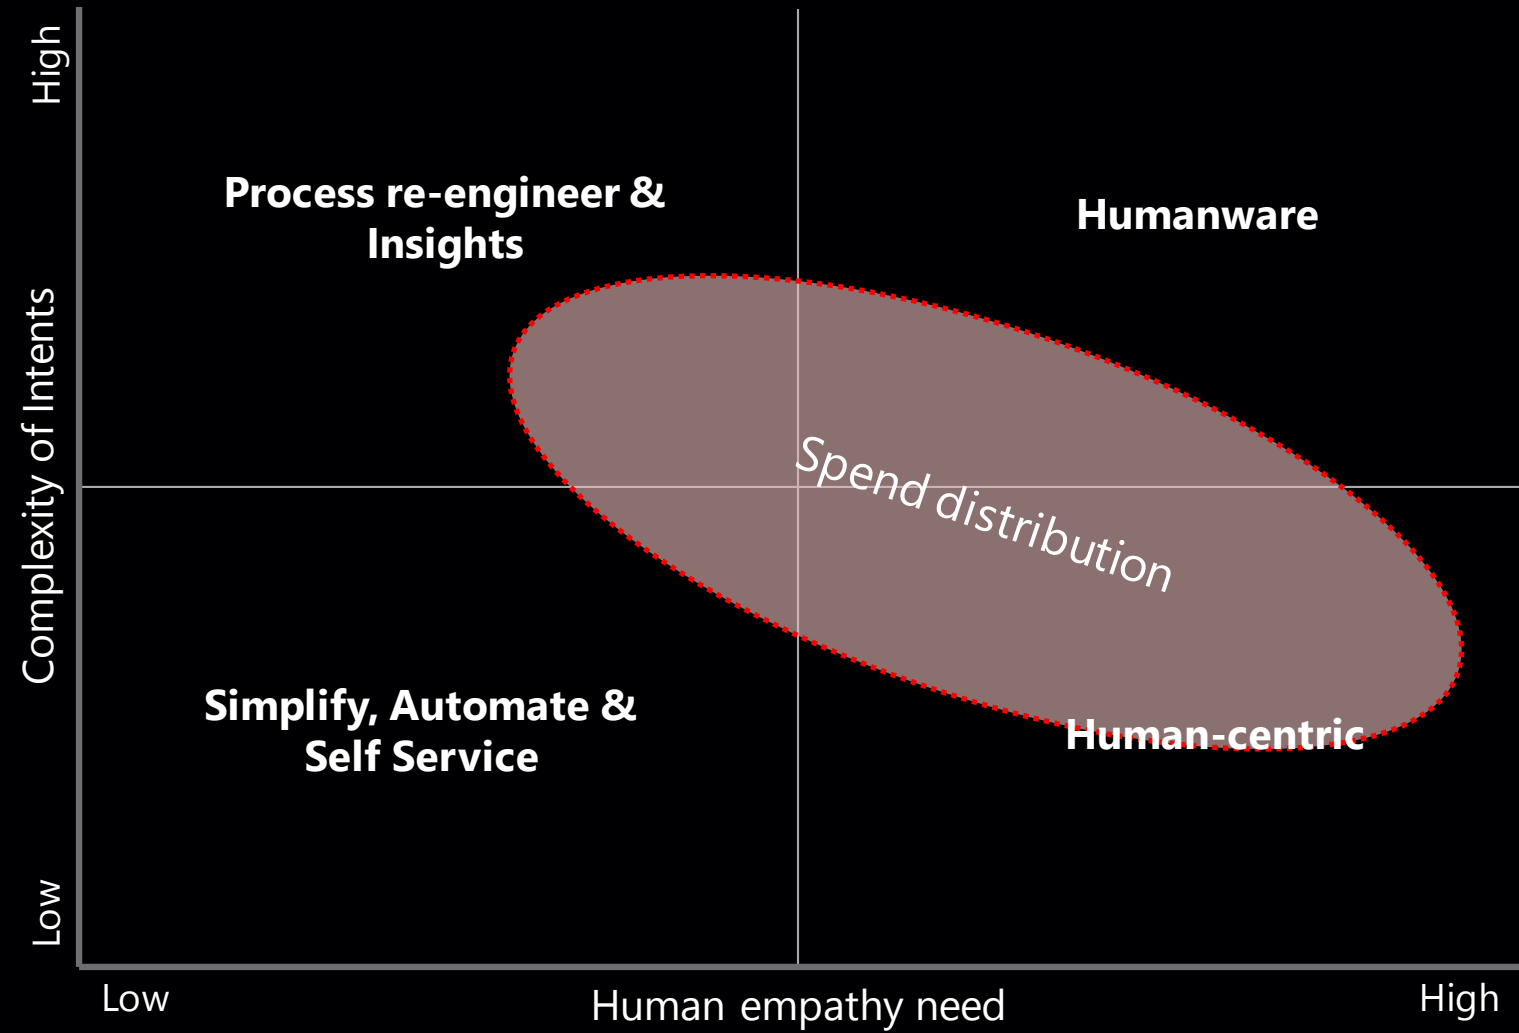 High
Process re-engineer &
Insights
Humanware
Complexity of Intents
Spend distribution
Simplify, Automate &
Self Service
Human-centric
Low
Low
Human empathy need
High